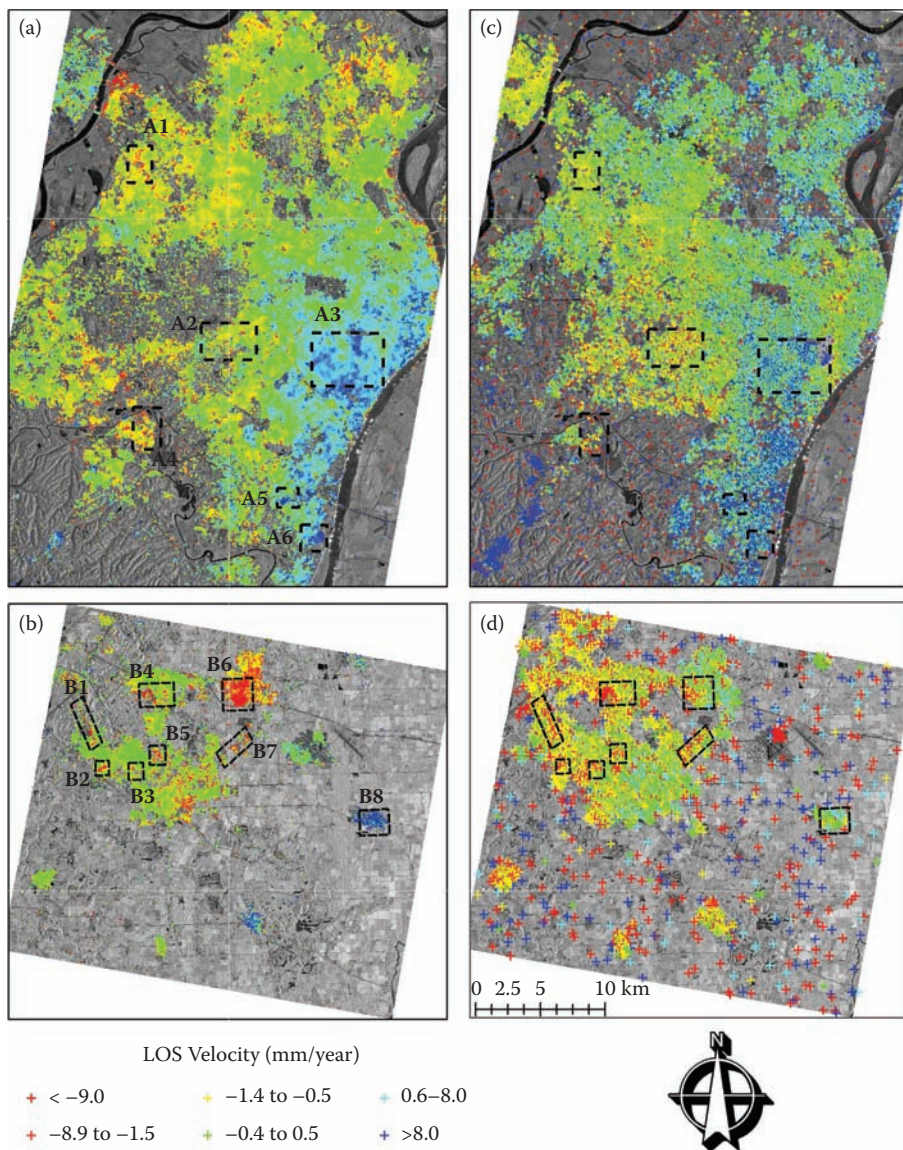 (a)
(c)
A1
A2
A3
A4
A5
A6
(b)
(d)
B1
B4
B6
B5
B7
B2
B3
B8
0 2.5 5 10 km
LOS Velocity (mm/year)
N
+ < −9.0
+ −1.4 to −0.5
+ 0.6–8.0
+ −8.9 to −1.5
+ −0.4 to 0.5
+ >8.0